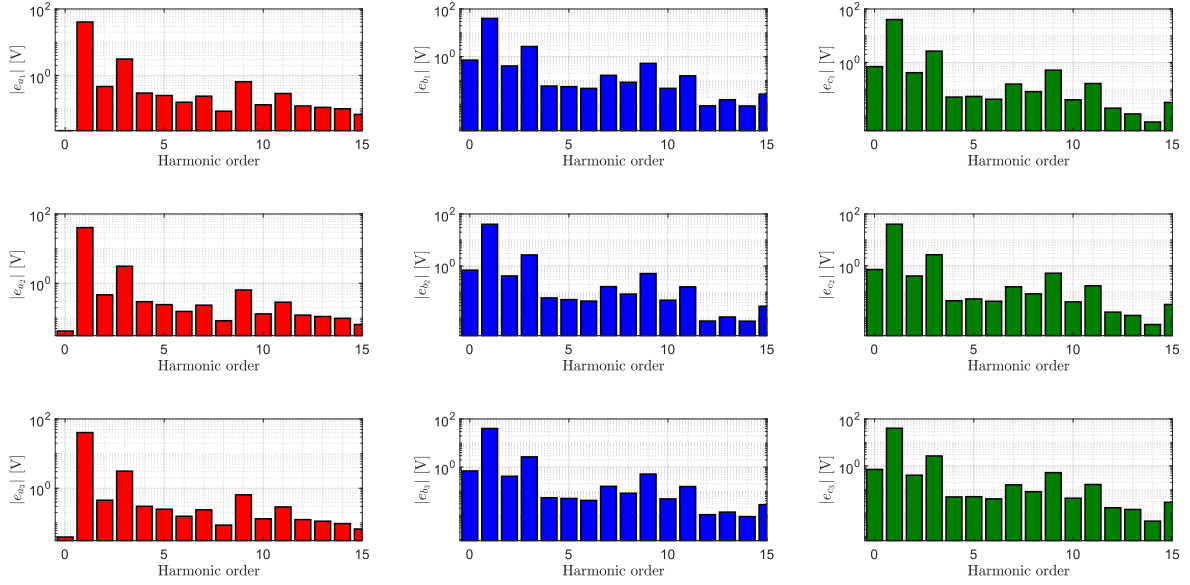 10^2 10^2 10^2
|e_{a_1}| [V] |e_{b_1}| [V] |e_{c_1}| [V]
10^0 10^0 10^0
0 5 10 15 0 5 10 15 0 5 10 15
Harmonic order Harmonic order Harmonic order
10^2 10^2 10^2
|e_{a_2}| [V] |e_{b_2}| [V] |e_{c_2}| [V]
10^0 10^0 10^0
0 5 10 15 0 5 10 15 0 5 10 15
Harmonic order Harmonic order Harmonic order
10^2 10^2 10^2
|e_{a_3}| [V] |e_{b_3}| [V] |e_{c_3}| [V]
10^0 10^0 10^0
0 5 10 15 0 5 10 15 0 5 10 15
Harmonic order Harmonic order Harmonic order